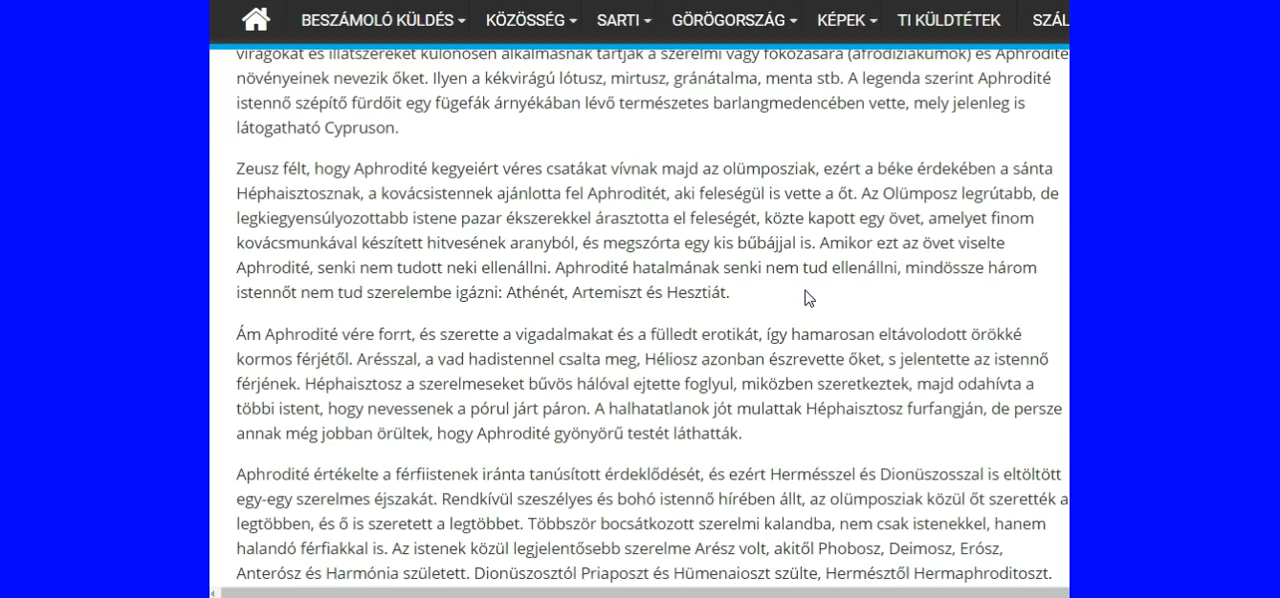 BESZÁMOLÓ KÜLDÉS KÖZÖSSÉG SARTI GÖRÖGORSZÁG KÉPEK TI KÜLDTÉTEK SZÁL
virágokat és illatszereket különösen alkalmasnak tartják a szerelmi vágy fokozására (afrodiziákumok) és Aphrodité
növényeinek nevezik őket. Ilyen a kékvirágú lótusz, mirtusz, gránátalma, menta stb. A legenda szerint Aphrodité
istennő szépítő fürdőit egy fügefák árnyékában lévő természetes barlangmedencében vette, mely jelenleg is
látogatható Cypruson.
Zeusz félt, hogy Aphrodité kegyeiért véres csatákat vívnak majd az olümposziak, ezért a béke érdekében a sánta
Héphaisztosznak, a kovácsistennek ajánlotta fel Aphroditét, aki feleségül is vette a őt. Az Olümposz legrútabb, de
legkiegyensúlyozottabb istene pazar ékszerekkel árasztotta el feleségét, közte kapott egy övet, amelyet finom
kovácsmunkával készített hitvesének aranyból, és megszórta egy kis bűbájjal is. Amikor ezt az övet viselte
Aphrodité, senki nem tudott neki ellenállni. Aphrodité hatalmának senki nem tud ellenállni, mindössze három
istennőt nem tud szerelembe igázni: Athénét, Artemiszt és Hesztiát.
Ám Aphrodité vére forrt, és szerette a vigadalmakat és a fülledt erotikát, így hamarosan eltávolodott örökké
kormos férjétől. Arésszal, a vad hadistennel csalta meg, Héliosz azonban észrevette őket, s jelentette az istennő
férjének. Héphaisztosz a szerelmeseket bűvös hálóval ejtette foglyul, miközben szeretkeztek, majd odahívta a
többi istent, hogy nevessenek a pórul járt páron. A halhatatlanok jót mulattak Héphaisztosz furfangján, de persze
annak még jobban örültek, hogy Aphrodité gyönyörű testét láthatták.
Aphrodité értékelte a férfiistenek iránta tanúsított érdeklődését, és ezért Hermésszel és Dionüszosszal is eltöltött
egy-egy szerelmes éjszakát. Rendkívül szeszélyes és bohó istennő hírében állt, az olümposziak közül őt szerették a
legtöbben, és ő is szeretett a legtöbbet. Többször bocsátkozott szerelmi kalandba, nem csak istenekkel, hanem
halandó férfiakkal is. Az istenek közül legjelentősebb szerelme Arész volt, akitől Phobosz, Deimosz, Erósz,
Anterósz és Harmónia született. Dionüszosztól Priaposzt és Hümenaioszt szülte, Hermésztől Hermaphroditoszt.